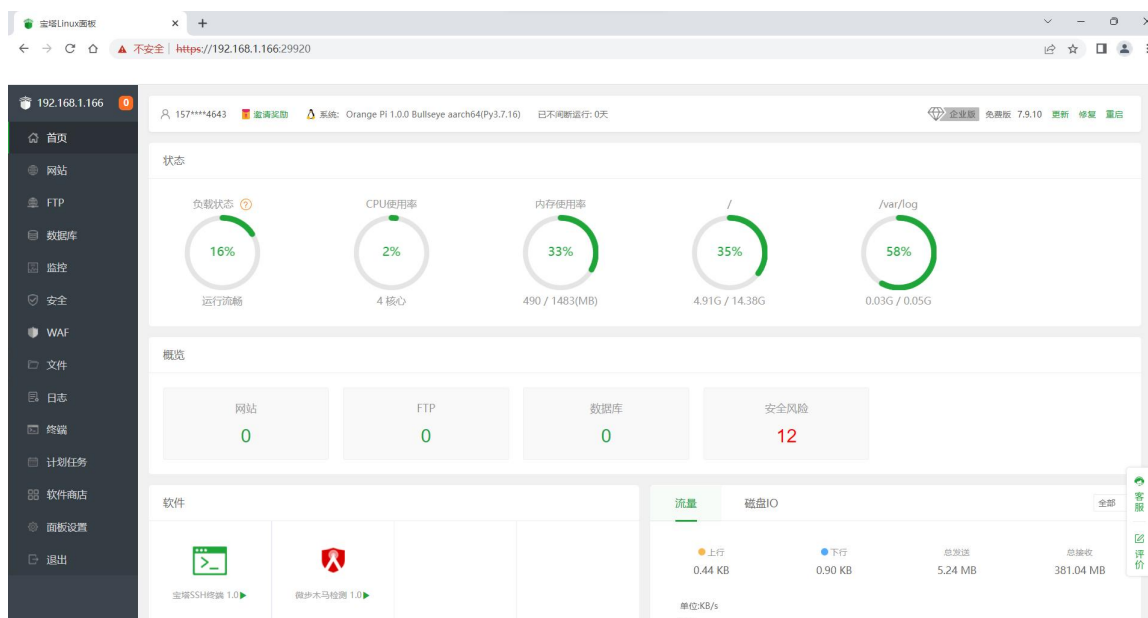 宝塔Linux面板
不安全 | https://192.168.1.166:29920
192.168.1.166 0
首页
网站
FTP
数据库
监控
安全
WAF
文件
日志
终端
计划任务
软件商店
面板设置
退出
157****4643 邀请奖励 系统: Orange Pi 1.0.0 Bullseye aarch64(Py3.7.16) 已不间断运行: 0天 企业版 免费版 7.9.10 更新 修复 重启
状态
负载状态 ? CPU使用率 内存使用率 / /var/log
16% 2% 33% 35% 58%
运行流畅 4 核心 490 / 1483(MB) 4.91G / 14.38G 0.03G / 0.05G
概览
网站 FTP 数据库 安全风险
0 0 0 12
软件
宝塔SSH终端 1.0 微步木马检测 1.0
流量 磁盘IO 全部
上行 下行 总发送 总接收
0.44 KB 0.90 KB 5.24 MB 381.04 MB
单位:KB/s
客服
评价